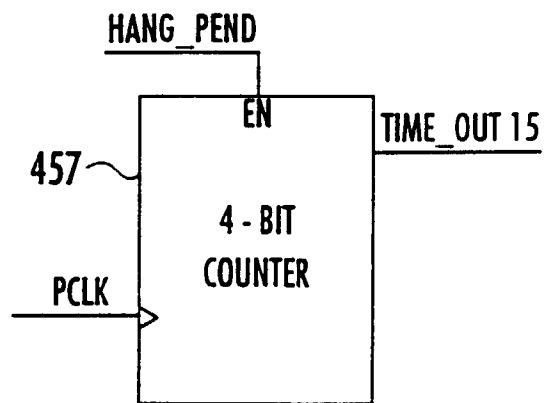 HANG_PEND
EN
TIME_OUT 15
457
4 - BIT
COUNTER
PCLK